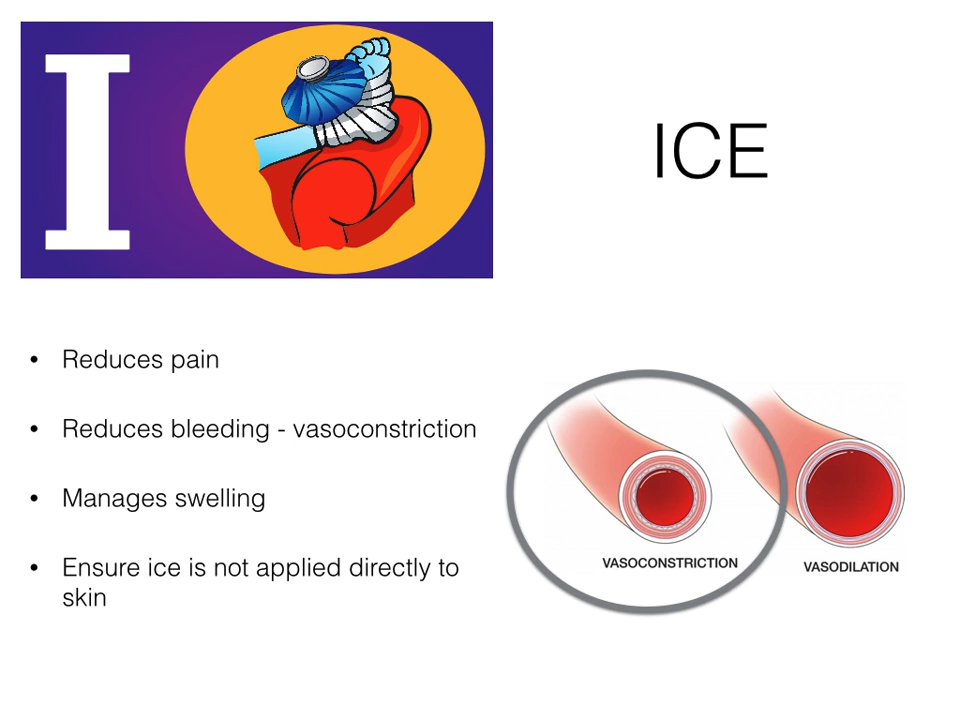 I
ICE
• Reduces pain
• Reduces bleeding - vasoconstriction
• Manages swelling
• Ensure ice is not applied directly to
skin
VASOCONSTRICTION
VASODILATION